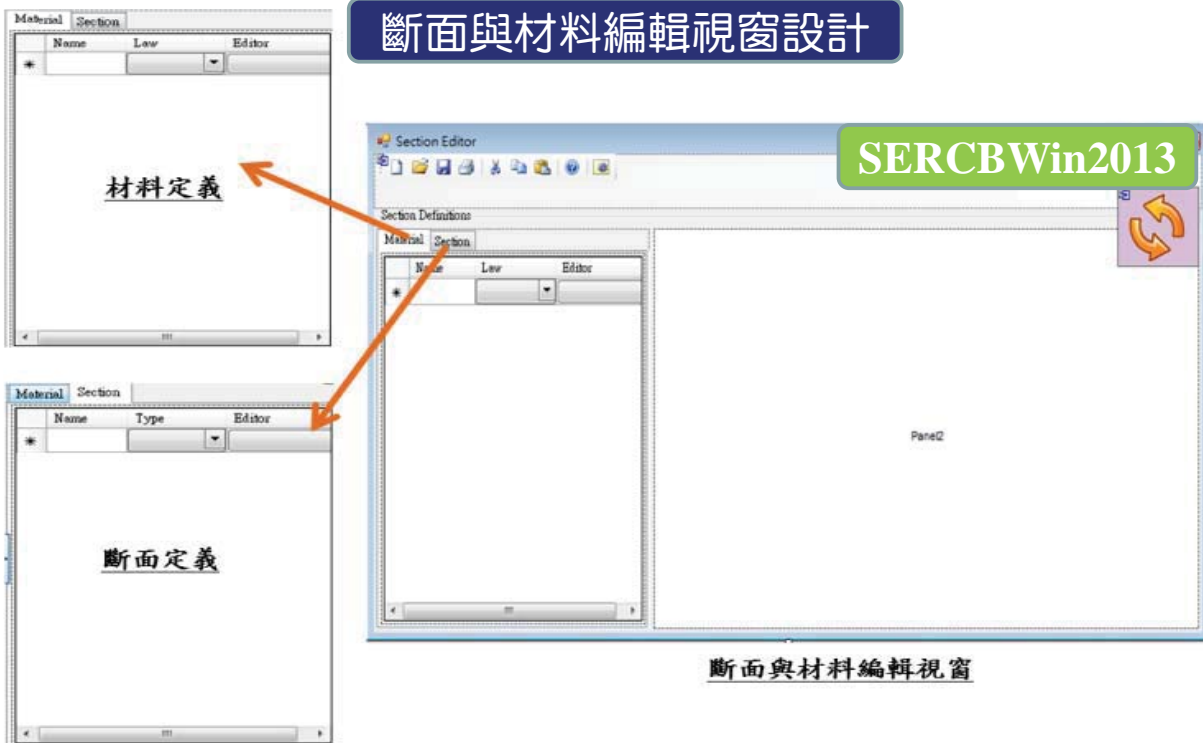 斷面與材料編輯視窗設計
SERCBWin2013
Material Section
Name Law Editor
材料定義
Section Editor
Section Definitions
Material Section
Name Law Editor
Panel2
Material Section
Name Type Editor
斷面定義
斷面與材料編輯視窗